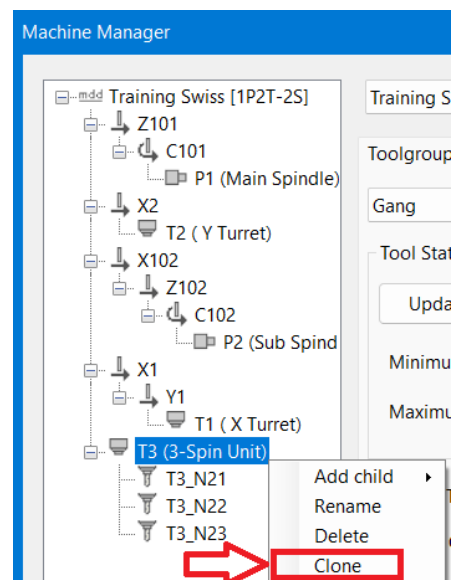 Machine Manager
mdd Training Swiss [1P2T-2S]
Training S
Z101
C101
Toolgroup
P1 (Main Spindle)
X2
Gang
T2 ( Y Turret)
X102
Tool Stat
Z102
Upda
C102
P2 (Sub Spind
Minimu
X1
Maximu
Y1
T1 ( X Turret)
T3 (3-Spin Unit)
T3_N21
Add child
T3_N22
Rename
T3_N23
Delete
Clone